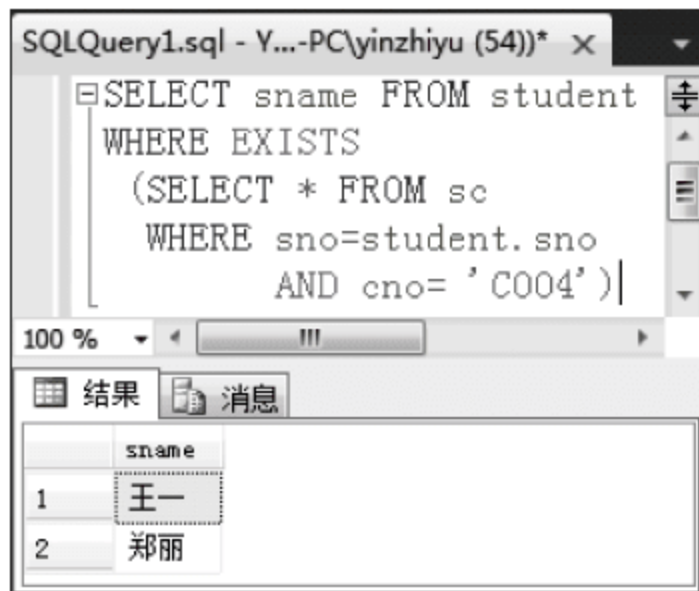 SQLQuery1.sql - Y...-PC\yinzhiyu (54))*
SELECT sname FROM student
WHERE EXISTS
(SELECT * FROM sc
WHERE sno=student.sno
AND cno= 'C004')
100 %
结果 消息
sname
1 王一
2 郑丽